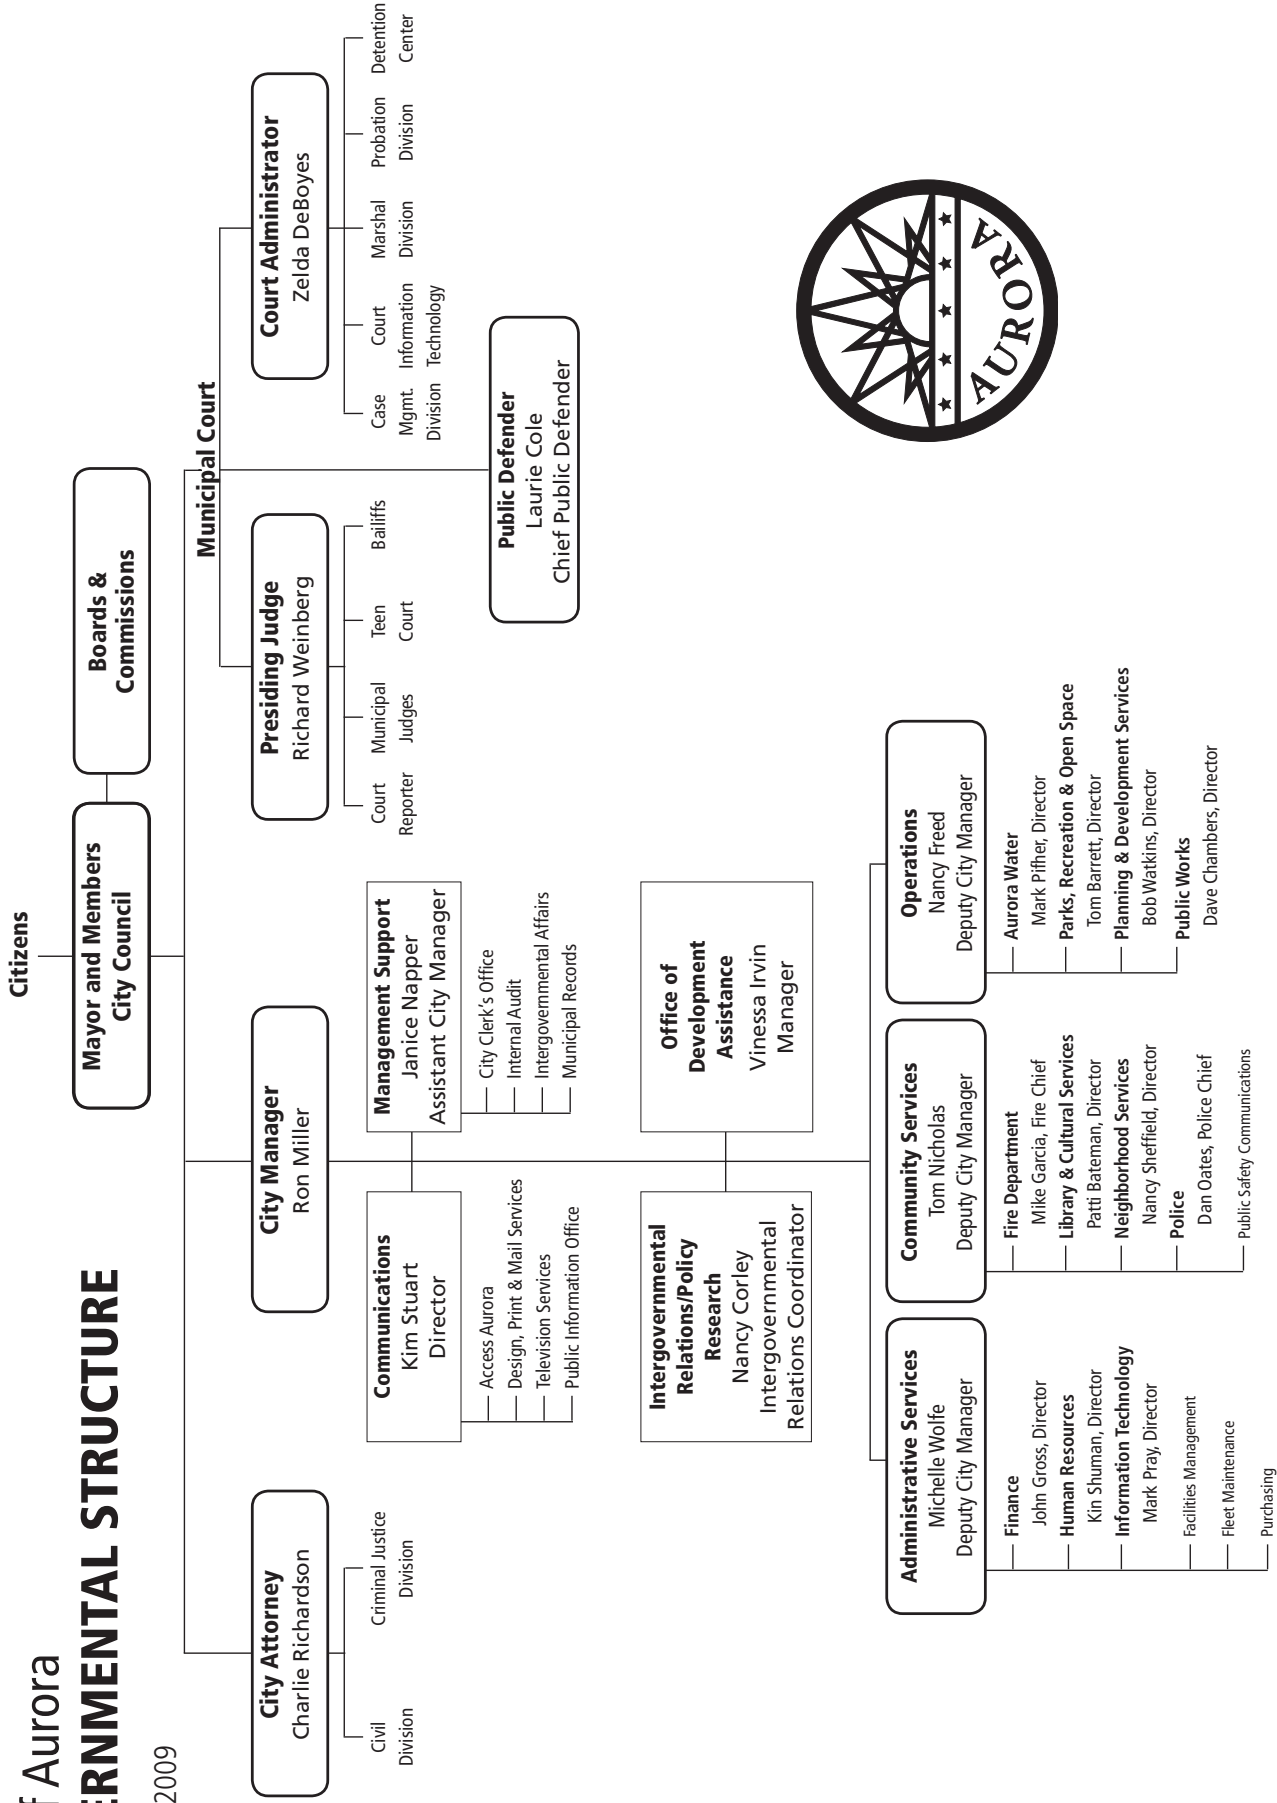 f Aurora
ERNMENTAL STRUCTURE
2009
Citizens
Mayor and Members
City Council
Boards &
Commissions
City Attorney
Charlie Richardson
Civil
Division
Criminal Justice
Division
City Manager
Ron Miller
Municipal Court
Presiding Judge
Richard Weinberg
Court
Reporter
Municipal
Judges
Teen
Court
Bailiffs
Court Administrator
Zelda DeBoyes
Case
Mgmt.
Division
Court
Information
Technology
Marshal
Division
Probation
Division
Detention
Center
Public Defender
Laurie Cole
Chief Public Defender
Communications
Kim Stuart
Director
Access Aurora
Design, Print & Mail Services
Television Services
Public Information Office
Management Support
Janice Napper
Assistant City Manager
City Clerk's Office
Internal Audit
Intergovernmental Affairs
Municipal Records
Intergovernmental
Relations/Policy
Research
Nancy Corley
Intergovernmental
Relations Coordinator
Office of
Development
Assistance
Vinessa Irvin
Manager
Administrative Services
Michelle Wolfe
Deputy City Manager
Finance
John Gross, Director
Human Resources
Kin Shuman, Director
Information Technology
Mark Pray, Director
Facilities Management
Fleet Maintenance
Purchasing
Community Services
Tom Nicholas
Deputy City Manager
Fire Department
Mike Garcia, Fire Chief
Library & Cultural Services
Patti Bateman, Director
Neighborhood Services
Nancy Sheffield, Director
Police
Dan Oates, Police Chief
Public Safety Communications
Operations
Nancy Freed
Deputy City Manager
Aurora Water
Mark Pifher, Director
Parks, Recreation & Open Space
Tom Barrett, Director
Planning & Development Services
Bob Watkins, Director
Public Works
Dave Chambers, Director
AURORA